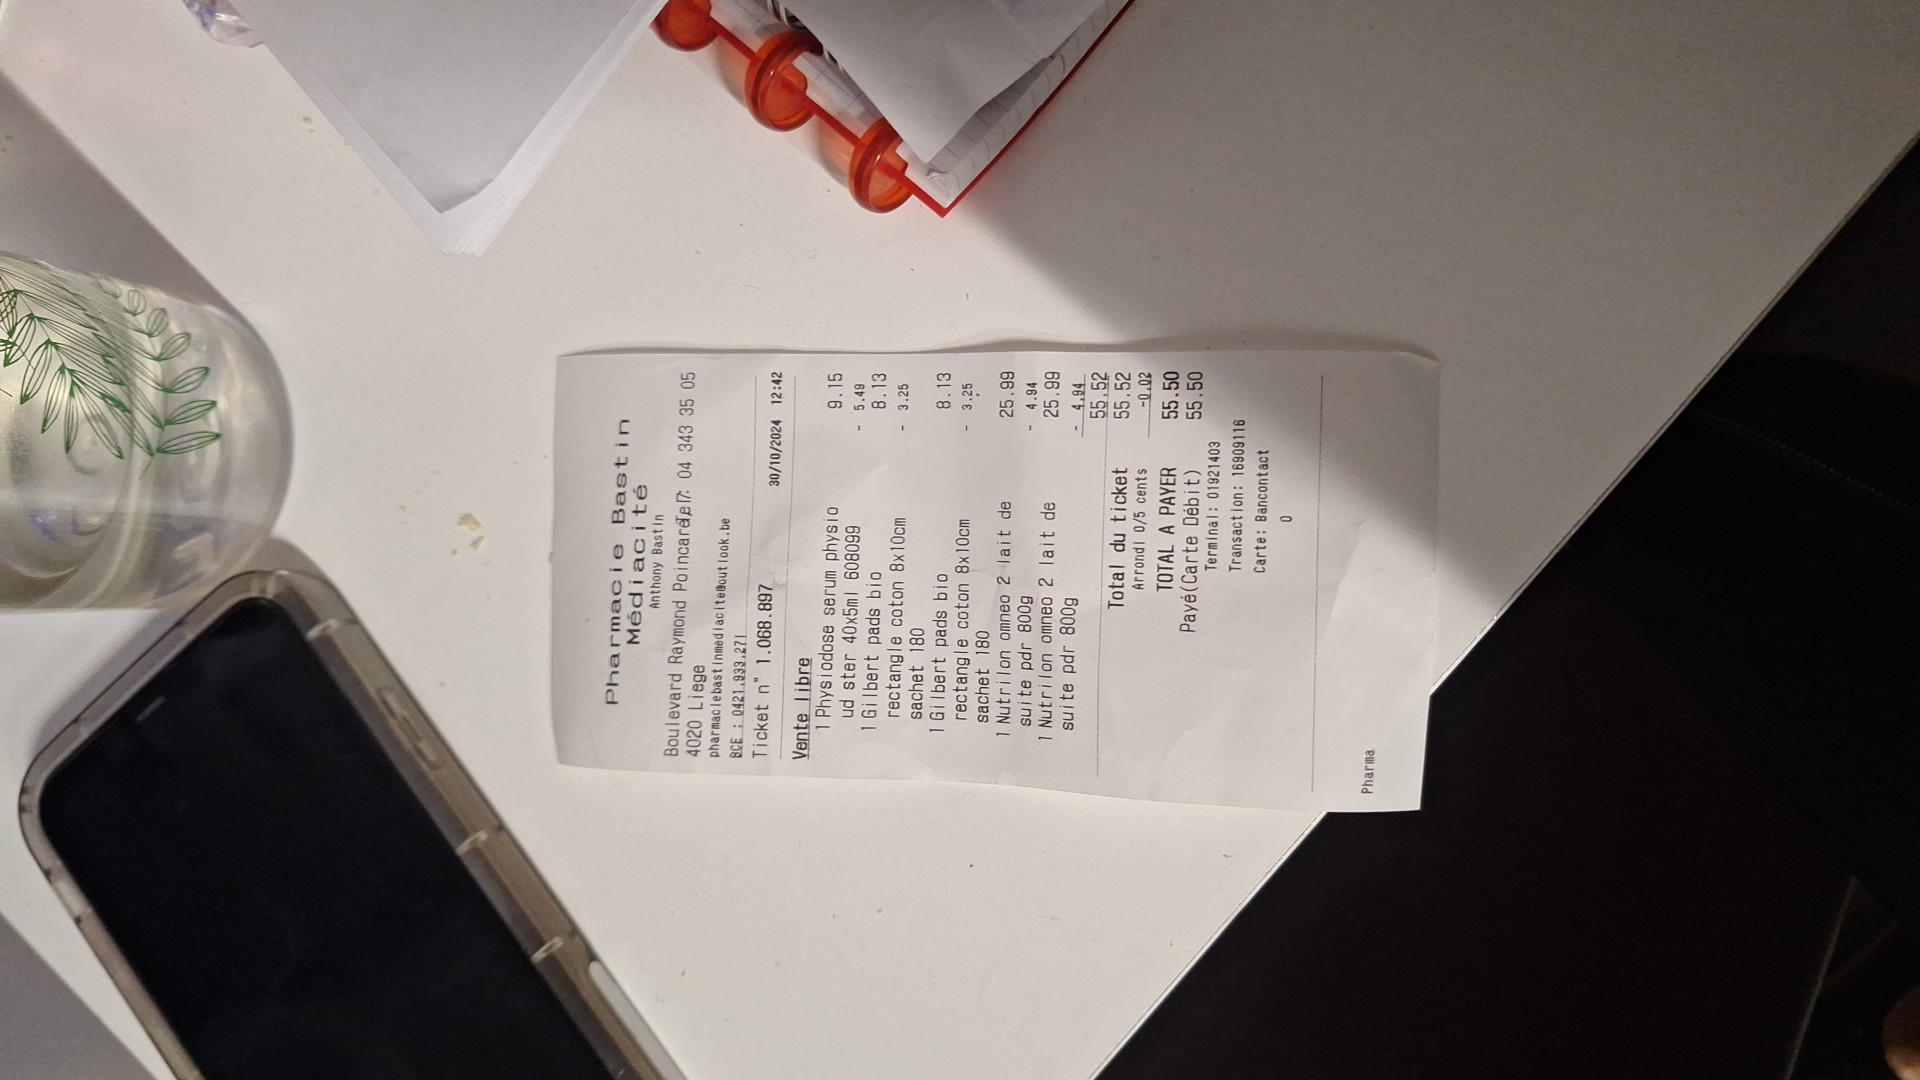 Pharmacie Bastin
Médiacité
Anthony Bastin
Boulevard Raymond Poincaré 04 343 35 05
4020 Liege
pharmaciebastinmediacite@outlook.be
BCE : 0421.933.271
Ticket n° 1.068.897 30/10/2024 12:42
Vente libre
1 Physiodose serum physio 9.15
ud ster 40x5ml 608099 - 5.49
1 Gilbert pads bio 8.13
rectangle coton 8x10cm - 3.25
sachet 180
1 Gilbert pads bio 8.13
rectangle coton 8x10cm - 3.25
sachet 180
1 Nutrilon omneo 2 lait de 25.99
suite pdr 800g - 4.94
1 Nutrilon omneo 2 lait de 25.99
suite pdr 800g - 4.94
55.52
Total du ticket 55.52
Arrondi 0/5 cents -0.02
TOTAL A PAYER 55.50
Payé(Carte Débit) 55.50
Terminal: 01921403
Transaction: 16909116
Carte: Bancontact
0
Pharma